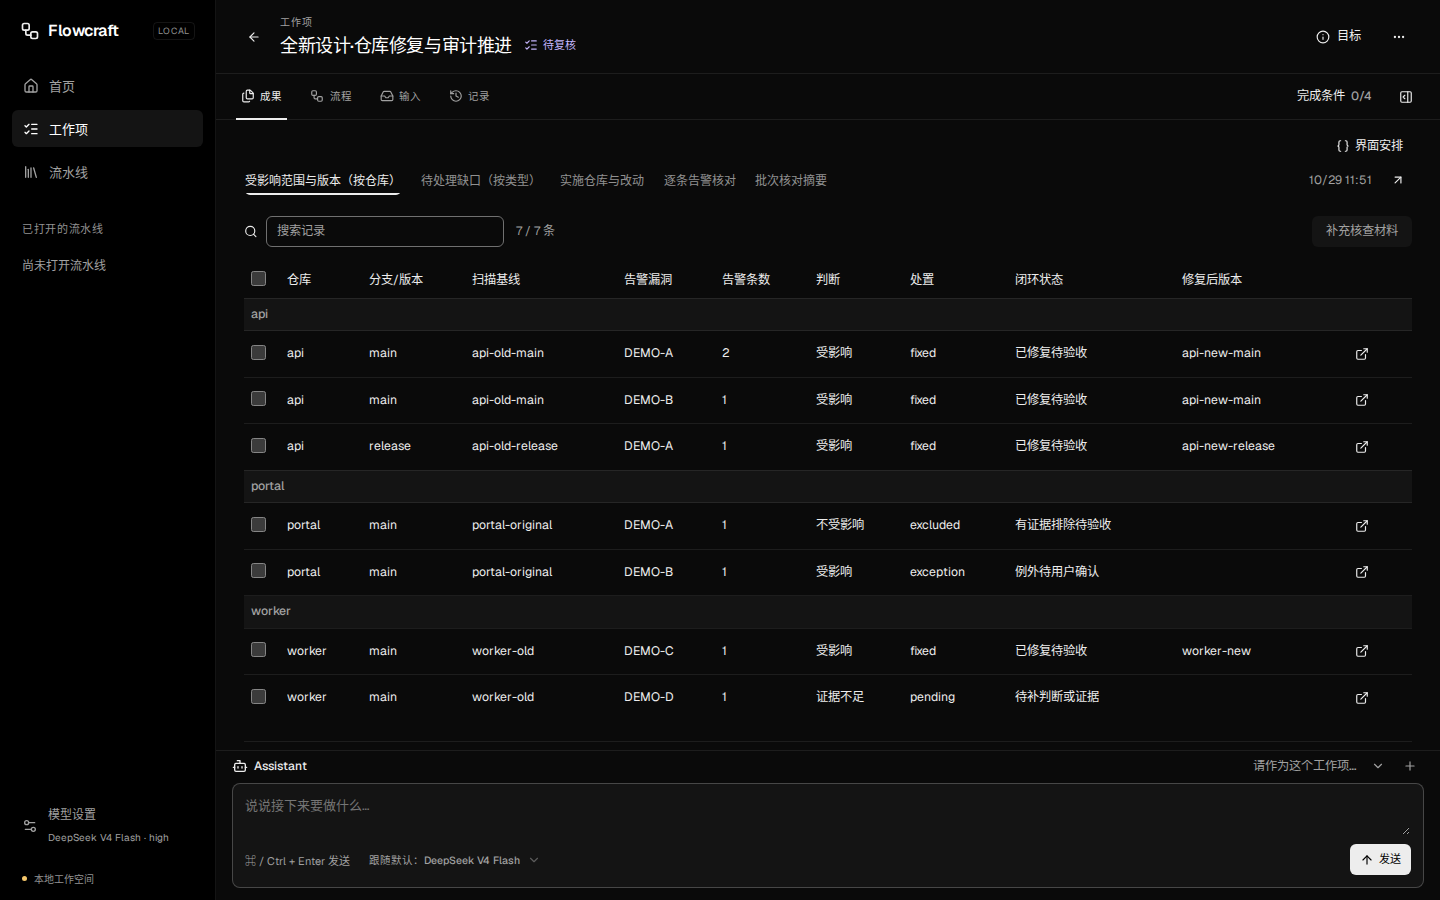 Flowcraft LOCAL
首页
工作项
流水线
已打开的流水线
尚未打开流水线
模型设置
DeepSeek V4 Flash · high
本地工作空间
工作项
全新设计·仓库修复与审计推进 待复核
目标
成果 流程 输入 记录
完成条件 0/4
{ } 界面安排
受影响范围与版本（按仓库） 待处理缺口（按类型） 实施仓库与改动 逐条告警核对 批次核对摘要
10/29 11:51
搜索记录 7 / 7 条 补充核查材料
仓库 分支/版本 扫描基线 告警漏洞 告警条数 判断 处置 闭环状态 修复后版本
api
api main api-old-main DEMO-A 2 受影响 fixed 已修复待验收 api-new-main
api main api-old-main DEMO-B 1 受影响 fixed 已修复待验收 api-new-main
api release api-old-release DEMO-A 1 受影响 fixed 已修复待验收 api-new-release
portal
portal main portal-original DEMO-A 1 不受影响 excluded 有证据排除待验收
portal main portal-original DEMO-B 1 受影响 exception 例外待用户确认
worker
worker main worker-old DEMO-C 1 受影响 fixed 已修复待验收 worker-new
worker main worker-old DEMO-D 1 证据不足 pending 待补判断或证据
Assistant 请作为这个工作项...
说说接下来要做什么...
⌘ / Ctrl + Enter 发送 跟随默认：DeepSeek V4 Flash 发送